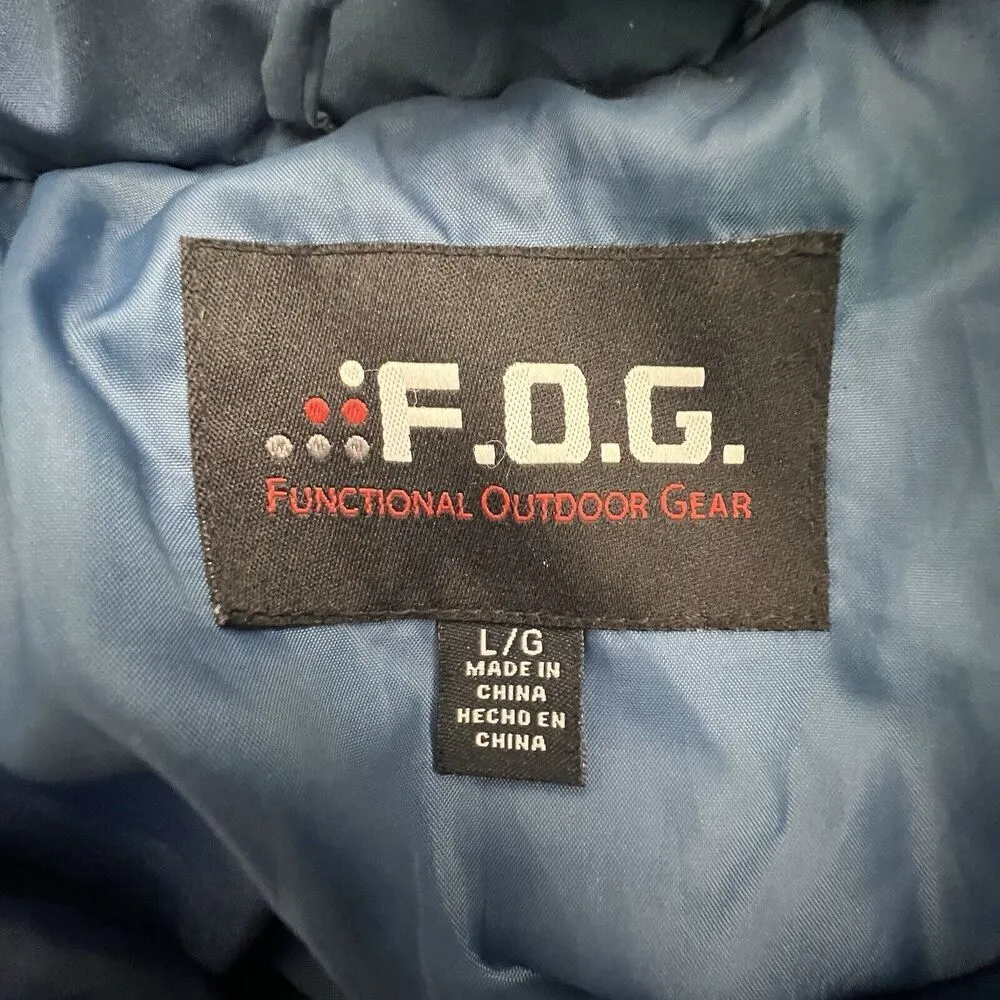 F.O.G.
FUNCTIONAL OUTDOOR GEAR
L/G
MADE IN
CHINA
HECHO EN
CHINA